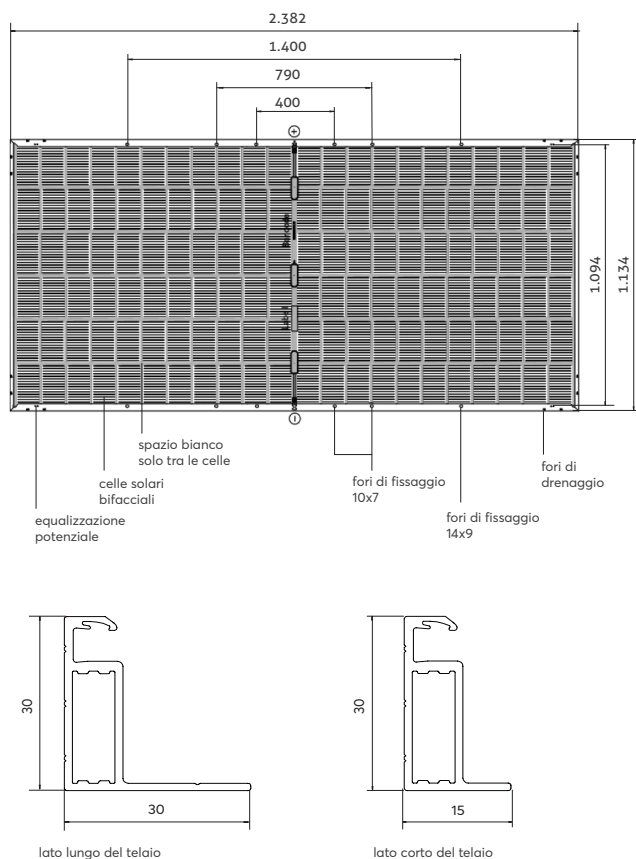 2.382
1.400
790
400
+
Barcode
Label
1.094
1.134
−
spazio bianco
solo tra le celle
celle solari
bifacciali
equalizzazione
potenziale
fori di fissaggio
10x7
fori di fissaggio
14x9
fori di
drenaggio
30
30
lato lungo del telaio
30
15
lato corto del telaio